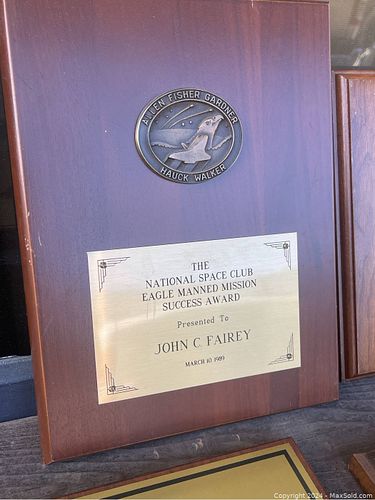 ALLEN FISHER GARDNER
HAUCK WALKER
THE
NATIONAL SPACE CLUB
EAGLE MANNED MISSION
SUCCESS AWARD
Presented To
JOHN C. FAIREY
MARCH 10 1989
Copyright © 2024 - MaxSold.com